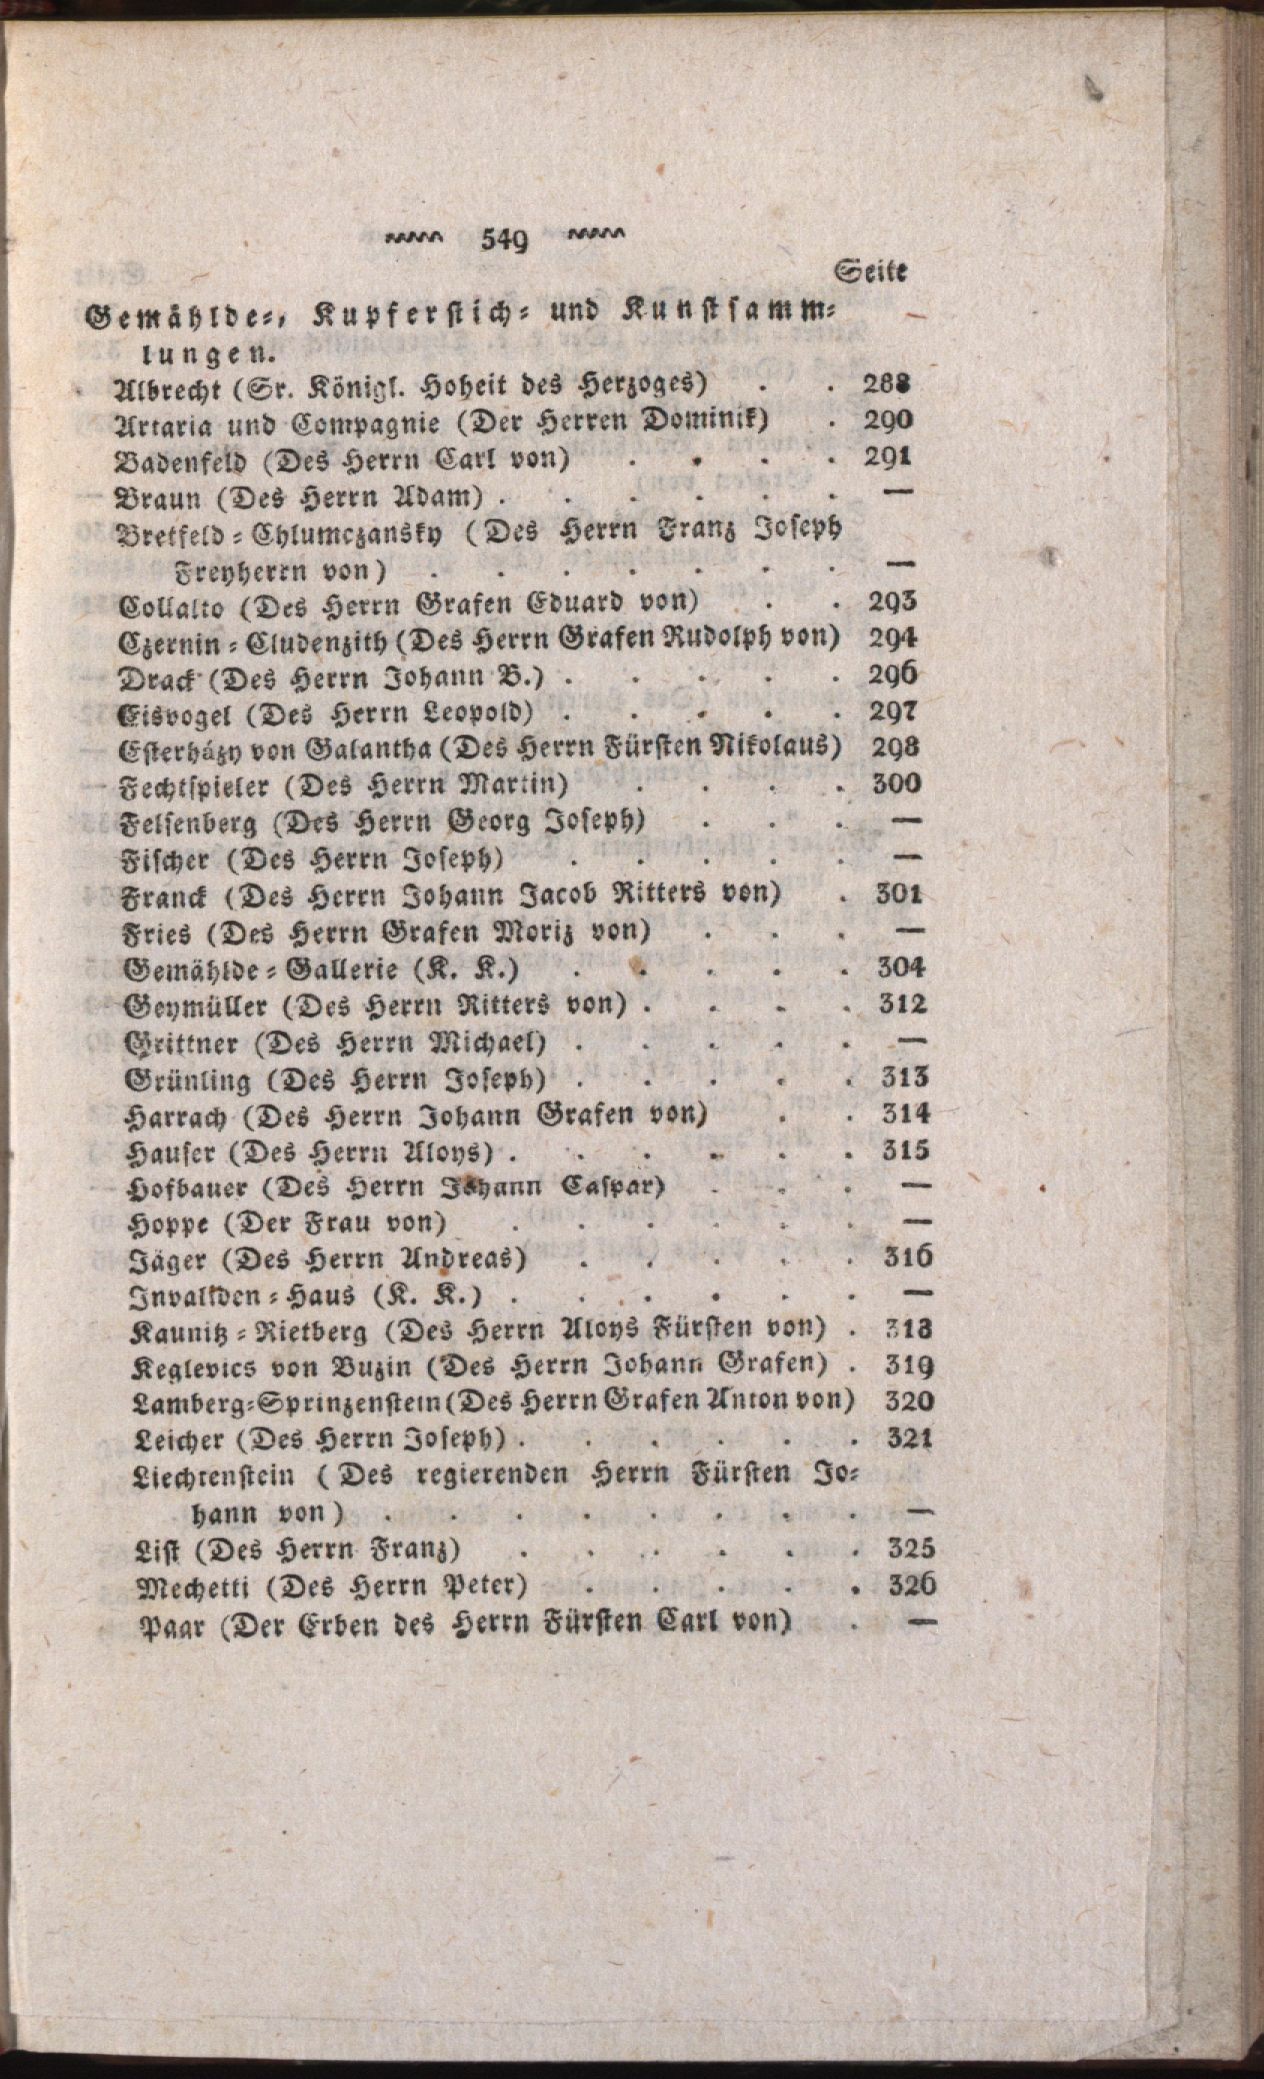 549
Seite
Gemählde-, Kupferstich- und Kunstsamm-
lungen.
Albrecht (Sr. Königl. Hoheit des Herzoges) . . 288
Artaria und Compagnie (Der Herren Dominik) . 290
Badenfeld (Des Herrn Carl von) . . . . 291
Braun (Des Herrn Adam) . . . . . . —
Bretfeld-Chlumczansky (Des Herrn Franz Joseph
Freyherrn von) . . . . . . . —
Collalto (Des Herrn Grafen Eduard von) . . 293
Czernin-Cludenzith (Des Herrn Grafen Rudolph von) 294
Drack (Des Herrn Johann B.) . . . . . 296
Eisvogel (Des Herrn Leopold) . . . . . 297
Esterházy von Galantha (Des Herrn Fürsten Nikolaus) 298
Fechtspieler (Des Herrn Martin) . . . . 300
Felsenberg (Des Herrn Georg Joseph) . . . —
Fischer (Des Herrn Joseph) . . . . . —
Franck (Des Herrn Johann Jacob Ritters von) . 301
Fries (Des Herrn Grafen Moriz von) . . . —
Gemählde-Gallerie (K. K.) . . . . . 304
Geymüller (Des Herrn Ritters von) . . . . 312
Grittner (Des Herrn Michael) . . . . . —
Grünling (Des Herrn Joseph) . . . . . 313
Harrach (Des Herrn Johann Grafen von) . . 314
Hauser (Des Herrn Aloys) . . . . . . 315
Hofbauer (Des Herrn Johann Caspar) . . . —
Hoppe (Der Frau von) . . . . . . —
Jäger (Des Herrn Andreas) . . . . . 316
Invaliden-Haus (K. K.) . . . . . . —
Kaunitz-Rietberg (Des Herrn Aloys Fürsten von) . 318
Keglevics von Buzin (Des Herrn Johann Grafen) . 319
Lamberg-Sprinzenstein (Des Herrn Grafen Anton von) 320
Leicher (Des Herrn Joseph) . . . . . . 321
Liechtenstein (Des regierenden Herrn Fürsten Jo-
hann von) . . . . . . . . —
List (Des Herrn Franz) . . . . . . 325
Mechetti (Des Herrn Peter) . . . . . 326
Paar (Der Erben des Herrn Fürsten Carl von) . —